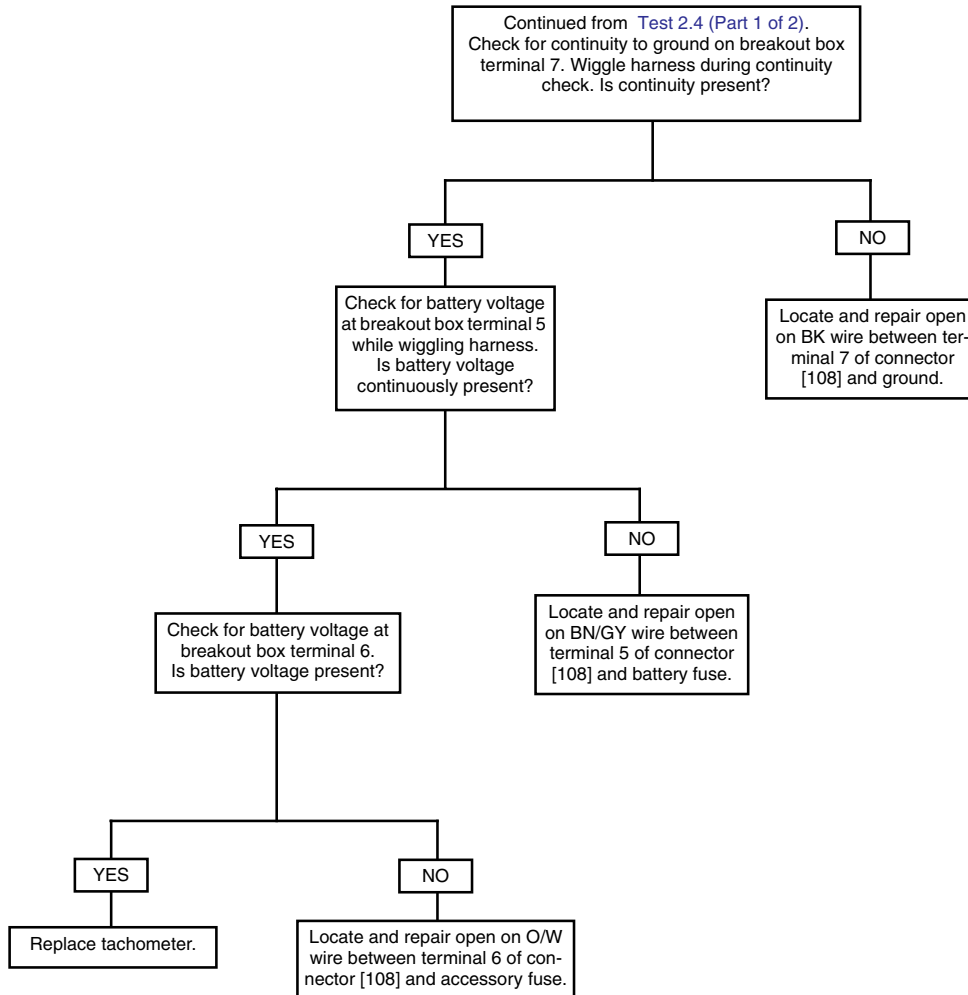 Continued from Test 2.4 (Part 1 of 2).
Check for continuity to ground on breakout box
terminal 7. Wiggle harness during continuity
check. Is continuity present?
YES
NO
Check for battery voltage
at breakout box terminal 5
while wiggling harness.
Is battery voltage
continuously present?
Locate and repair open
on BK wire between ter-
minal 7 of connector
[108] and ground.
YES
NO
Check for battery voltage at
breakout box terminal 6.
Is battery voltage present?
Locate and repair open
on BN/GY wire between
terminal 5 of connector
[108] and battery fuse.
YES
NO
Replace tachometer.
Locate and repair open on O/W
wire between terminal 6 of con-
nector [108] and accessory fuse.